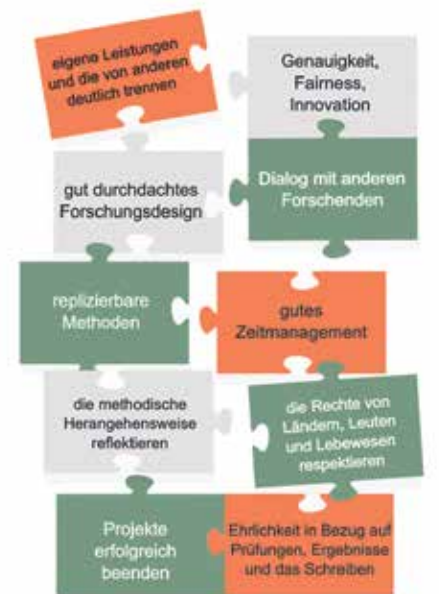 eigene Leistungen
und die von anderen
deutlich trennen
Genauigkeit,
Fairness,
Innovation
gut durchdachtes
Forschungsdesign
Dialog mit anderen
Forschenden
replizierbare
Methoden
gutes
Zeitmanagement
die methodische
Herangehensweise
reflektieren
die Rechte von
Ländern, Leuten
und Lebewesen
respektieren
Projekte
erfolgreich
beenden
Ehrlichkeit in Bezug auf
Prüfungen, Ergebnisse
und das Schreiben